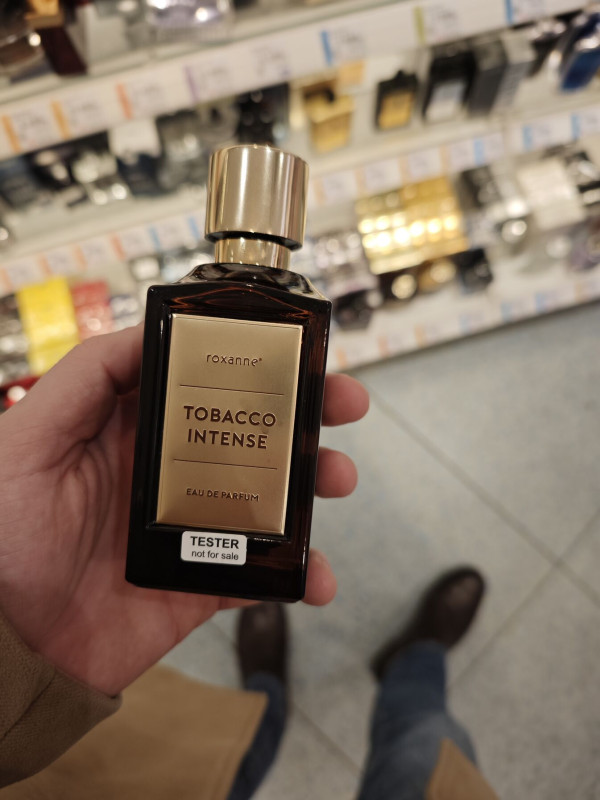 roxanne®
TOBACCO
INTENSE
EAU DE PARFUM
TESTER
not for sale